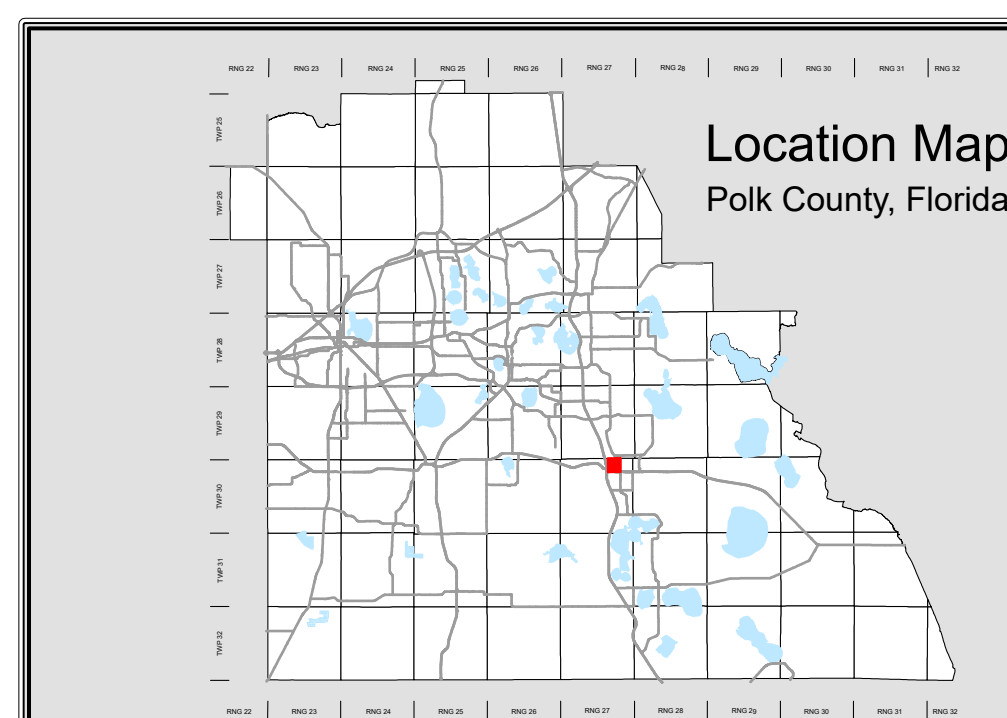 RNG 22 RNG 23 RNG 24 RNG 25 RNG 26 RNG 27 RNG 28 RNG 29 RNG 30 RNG 31 RNG 32
Location Map
Polk County, Florida
TWP 25
TWP 26
TWP 27
TWP 28
TWP 29
TWP 30
TWP 31
TWP 32
RNG 22 RNG 23 RNG 24 RNG 25 RNG 26 RNG 27 RNG 28 RNG 29 RNG 30 RNG 31 RNG 32